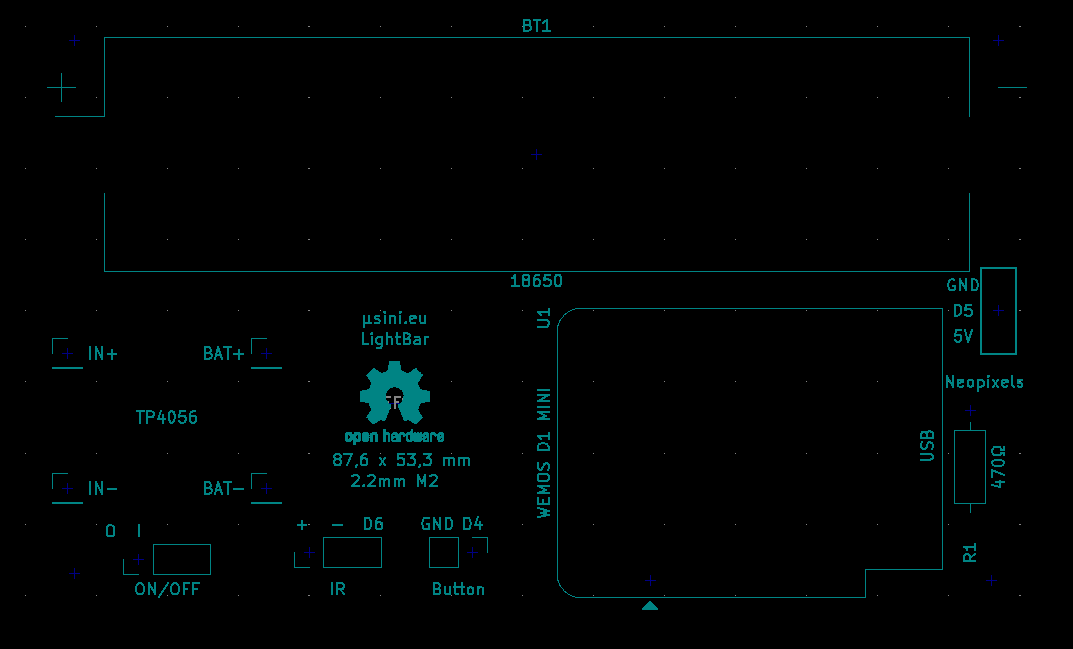 BT1
+
−
18650
GND
D5
5V
Neopixels
U1
WEMOS D1 MINI
USB
470Ω
R1
µsini.eu
LightBar
open hardware
87,6 x 53,3 mm
2.2mm M2
IN+
BAT+
TP4056
IN-
BAT-
O I
ON/OFF
+ - D6
IR
GND D4
Button